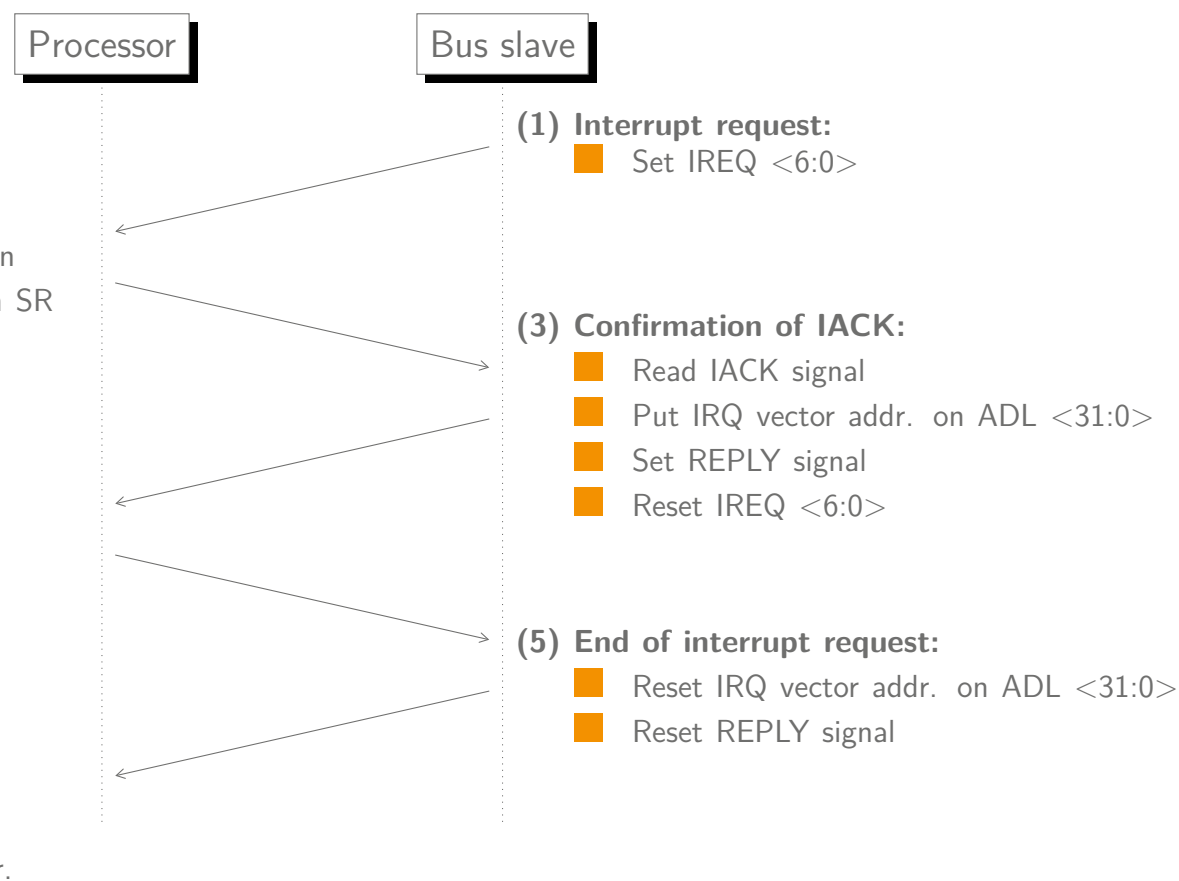 Processor
Bus slave
(1) Interrupt request:
Set IREQ <6:0>
n
SR
(3) Confirmation of IACK:
Read IACK signal
Put IRQ vector addr. on ADL <31:0>
Set REPLY signal
Reset IREQ <6:0>
(5) End of interrupt request:
Reset IRQ vector addr. on ADL <31:0>
Reset REPLY signal